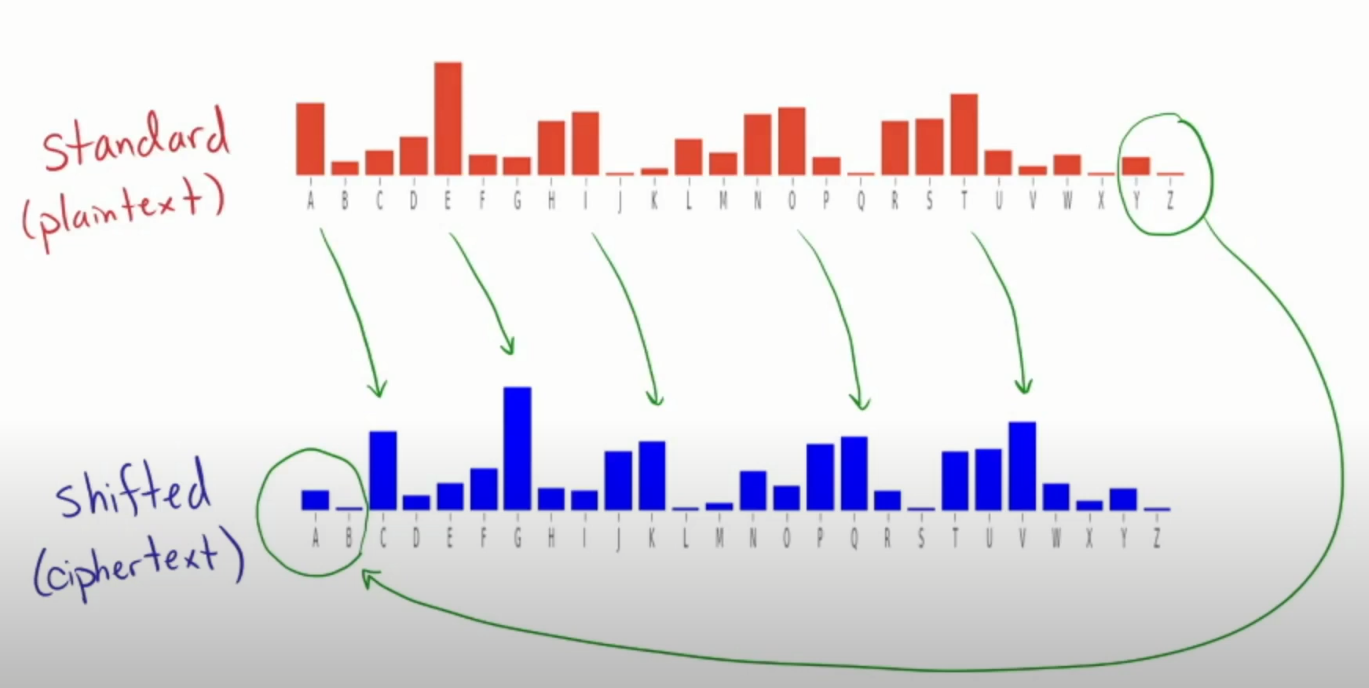 Standard
(plaintext)
A B C D E F G H I J K L M N O P Q R S T U V W X Y Z
shifted
(ciphertext)
A B C D E F G H I J K L M N O P Q R S T U V W X Y Z